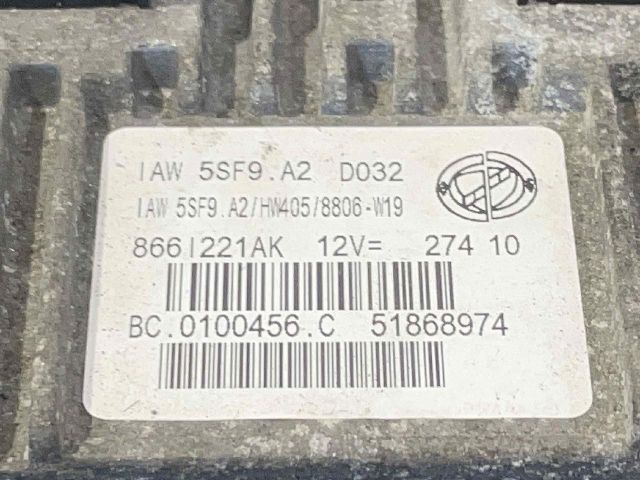 IAW 5SF9.A2 D032
IAW 5SF9.A2/HW405/8806-W19
866I221AK 12V= 274 10
BC.0100456.C 51868974